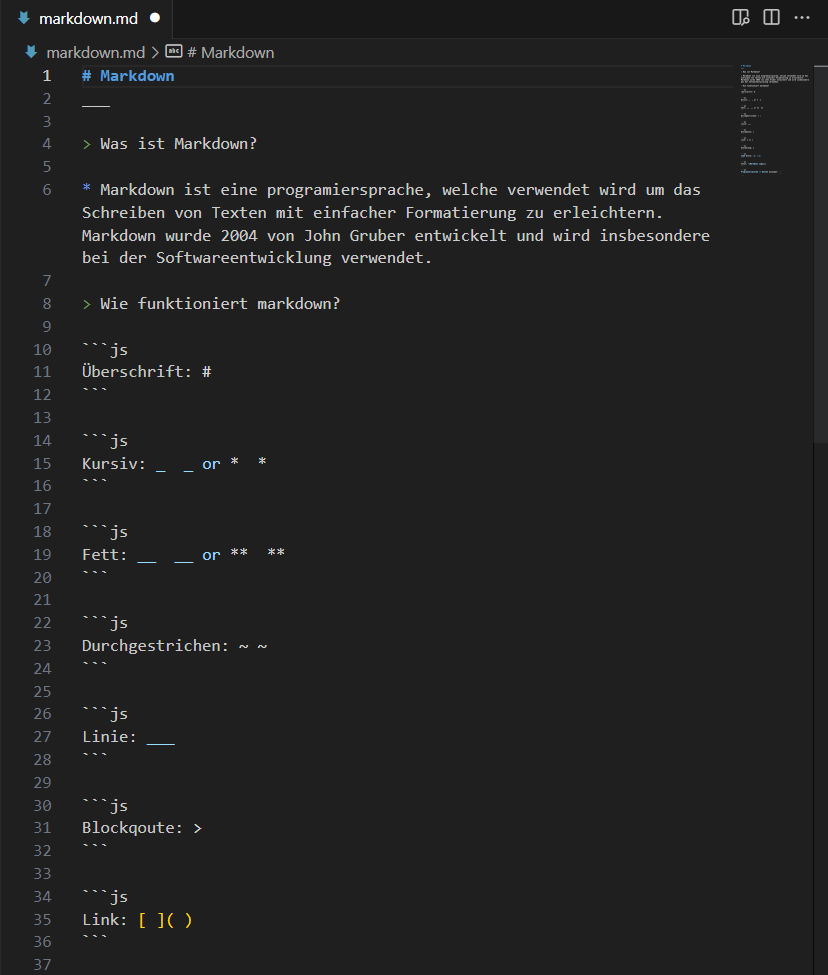 markdown.md
markdown.md > # Markdown
1 # Markdown
2 ___
3
4 > Was ist Markdown?
5
6 * Markdown ist eine programiersprache, welche verwendet wird um das
Schreiben von Texten mit einfacher Formatierung zu erleichtern.
Markdown wurde 2004 von John Gruber entwickelt und wird insbesondere
bei der Softwareentwicklung verwendet.
7
8 > Wie funktioniert markdown?
9
10 ```js
11 Überschrift: #
12 ```
13
14 ```js
15 Kursiv: _  _ or *  *
16 ```
17
18 ```js
19 Fett: __  __ or **  **
20 ```
21
22 ```js
23 Durchgestrichen: ~ ~
24 ```
25
26 ```js
27 Linie: ___
28 ```
29
30 ```js
31 Blockqoute: >
32 ```
33
34 ```js
35 Link: [ ]( )
36 ```
37